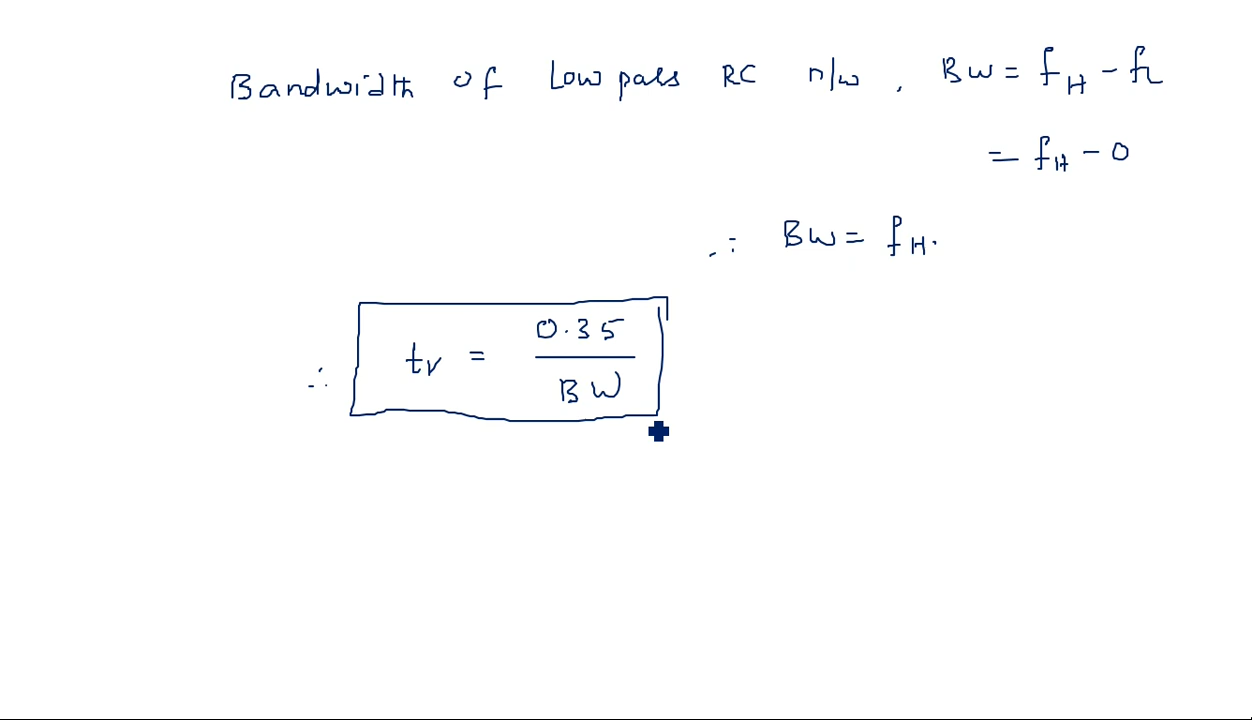 Bandwidth of Low pass RC n/w, BW = fH - fL
= fH - 0
∴ BW = fH.
∴ tr = 0.35 / BW